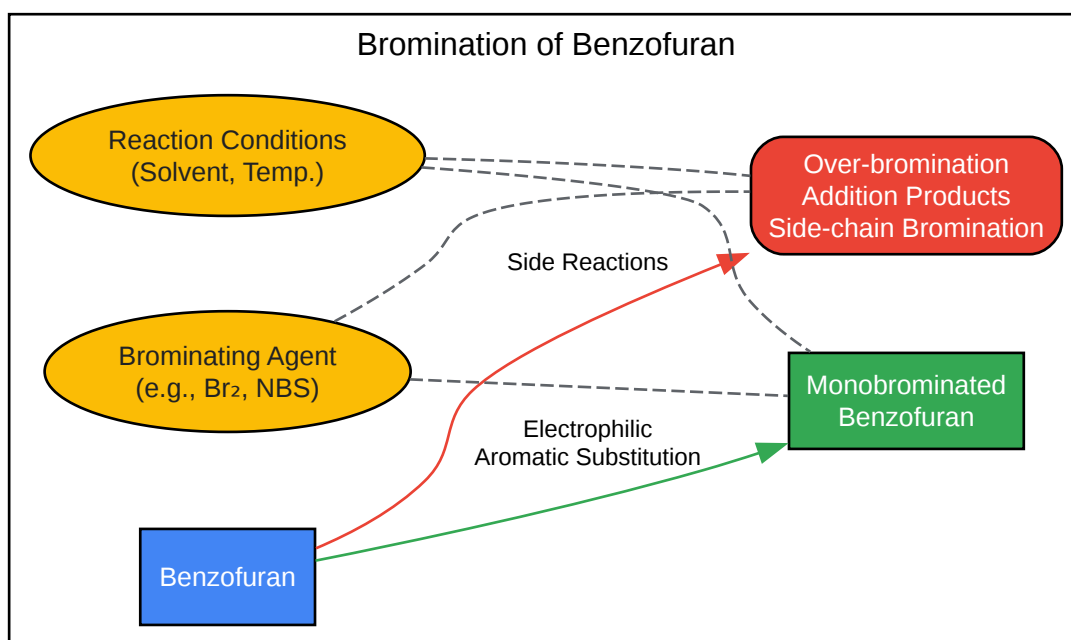 Bromination of Benzofuran
Reaction Conditions
(Solvent, Temp.)
Over-bromination
Addition Products
Side-chain Bromination
Side Reactions
Brominating Agent
(e.g., Br₂, NBS)
Monobrominated
Benzofuran
Electrophilic
Aromatic Substitution
Benzofuran